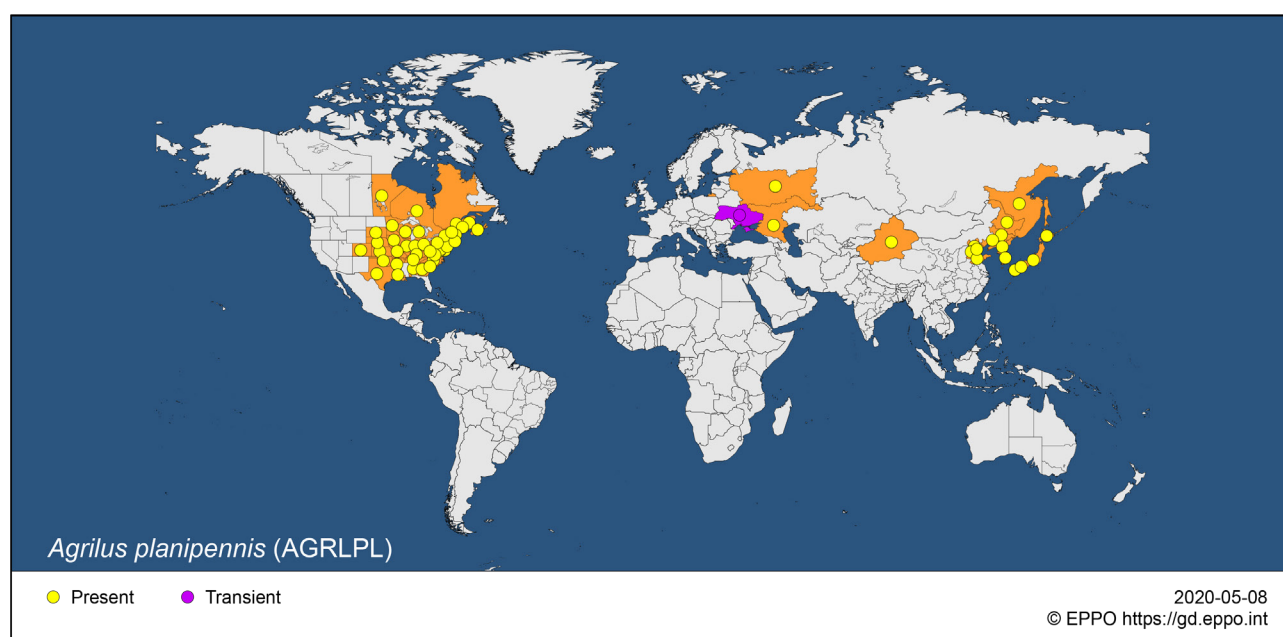 Agrilus planipennis (AGRLPL)
Present
Transient
2020-05-08
© EPPO https://gd.eppo.int